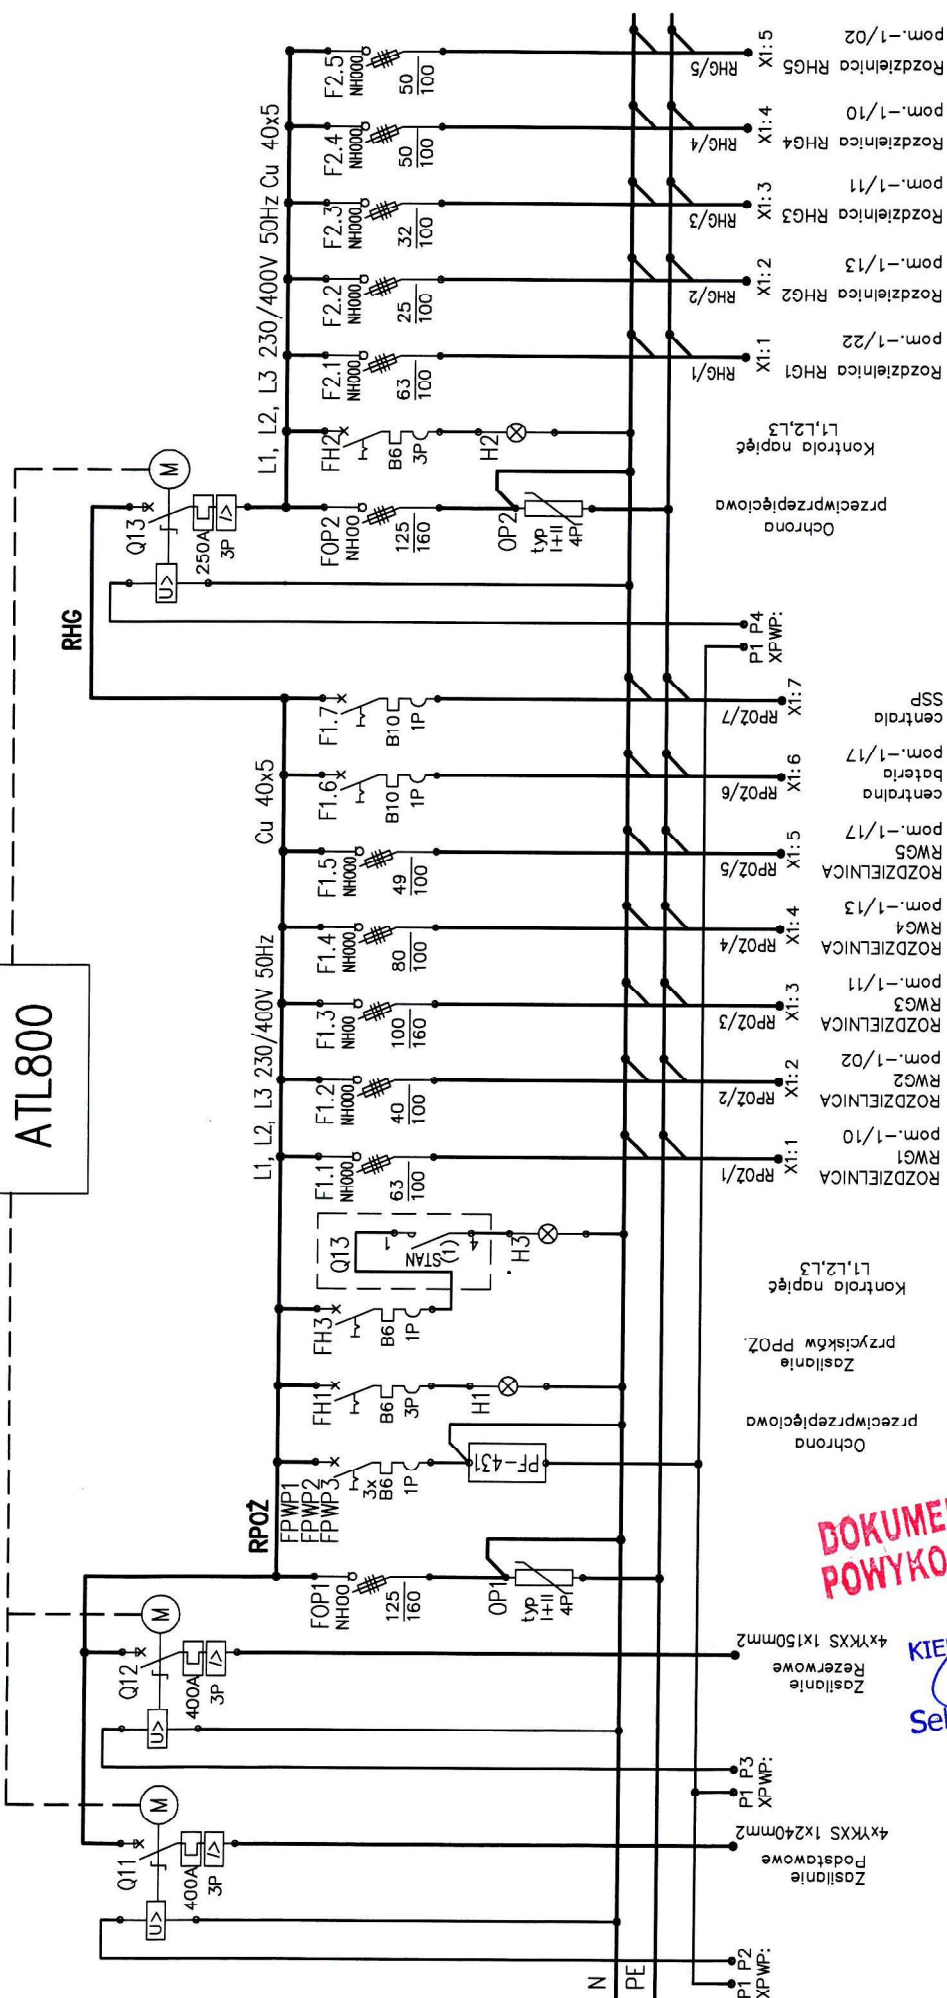 ATL800
RHG
RPOŻ
L1, L2, L3 230/400V 50Hz
Cu 40x5
L1, L2, L3 230/400V 50Hz Cu 40x5
N
PE
Q11
400A
3P
U>
M
P1 P2
XPWP:
Zasilanie
Podstawowe
4xYKXS 1x240mm2
Q12
400A
3P
U>
M
P1 P3
XPWP:
Zasilanie
Rezerwowe
4xYKXS 1x150mm2
FOP1
NH00
125
160
OP1
typ
I+II
4Pr
FPWP1
FPWP2
FPWP3
3x
B6
1P
PF-431
Ochrona
przeciwprzepięciowa
FH1
B6
3P
H1
Zasilanie
przycisków PPOŻ.
FH3
B6
1P
Q13
1
STAN
(1)
4
H3
Kontrola napięć
L1,L2,L3
F1.1
NH000
63
100
RPOŻ/1
X1:1
ROZDZIELNICA
RWG1
pom.-1/10
F1.2
NH000
40
100
RPOŻ/2
X1:2
ROZDZIELNICA
RWG2
pom.-1/02
F1.3
NH00
100
160
RPOŻ/3
X1:3
ROZDZIELNICA
RWG3
pom.-1/11
F1.4
NH000
80
100
RPOŻ/4
X1:4
ROZDZIELNICA
RWG4
pom.-1/13
F1.5
NH000
49
100
RPOŻ/5
X1:5
ROZDZIELNICA
RWG5
pom.-1/17
F1.6
B10
1P
RPOŻ/6
X1:6
centralna
bateria
pom.-1/17
F1.7
B10
1P
RPOŻ/7
X1:7
centrala
SSP
P1 P4
XPWP:
Q13
250A
3P
U>
M
FOP2
NH00
125
160
OP2
typ
I+II
4Pr
Ochrona
przeciwprzepięciowa
FH2
B6
3P
H2
Kontrola napięć
L1,L2,L3
F2.1
NH000
63
100
RHG/1
X1:1
Rozdzielnica RHG1
pom.-1/22
F2.2
NH000
25
100
RHG/2
X1:2
Rozdzielnica RHG2
pom.-1/13
F2.3
NH000
32
100
RHG/3
X1:3
Rozdzielnica RHG3
pom.-1/11
F2.4
NH000
50
100
RHG/4
X1:4
Rozdzielnica RHG4
pom.-1/10
F2.5
NH000
50
100
RHG/5
X1:5
Rozdzielnica RHG5
pom.-1/02
DOKUME
POWYKO
KIE
Se